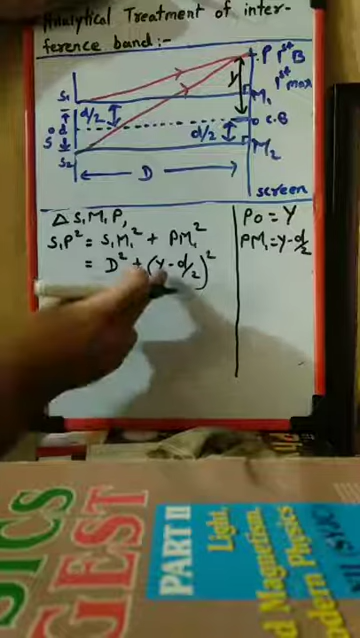 Analytical Treatment of inter-
ference band:-
P 1st B
1st max
y
S1
M1
d/2
d
O C.B
S
d/2
S2
M2
D
screen
△ S1M1P,
S1P² = S1M1² + PM1²
= D² + (y - d/2)²
PO = y
PM1 = y - d/2
PART II
Light,
Magnetism,
Modern Physics